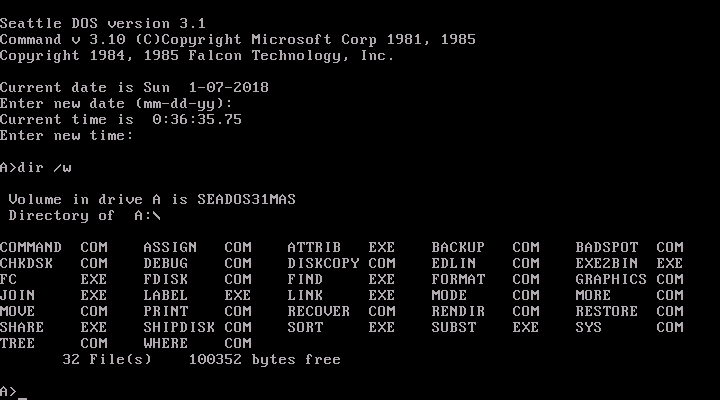 Seattle DOS version 3.1
Command v 3.10 (C)Copyright Microsoft Corp 1981, 1985
Copyright 1984, 1985 Falcon Technology, Inc.
Current date is Sun  1-07-2018
Enter new date (mm-dd-yy):
Current time is  0:36:35.75
Enter new time:
A>dir /w
Volume in drive A is SEADOS31MAS
Directory of  A:\
COMMAND  COM    ASSIGN   COM    ATTRIB   EXE    BACKUP   COM    BADSPOT  COM
CHKDSK   COM    DEBUG    COM    DISKCOPY COM    EDLIN    COM    EXE2BIN  EXE
FC       EXE    FDISK    COM    FIND     EXE    FORMAT   COM    GRAPHICS COM
JOIN     EXE    LABEL    EXE    LINK     EXE    MODE     COM    MORE     COM
MOVE     COM    PRINT    COM    RECOVER  COM    RENDIR   COM    RESTORE  COM
SHARE    EXE    SHIPDISK COM    SORT     EXE    SUBST    EXE    SYS      COM
TREE     COM    WHERE    COM
32 File(s)    100352 bytes free
A>_